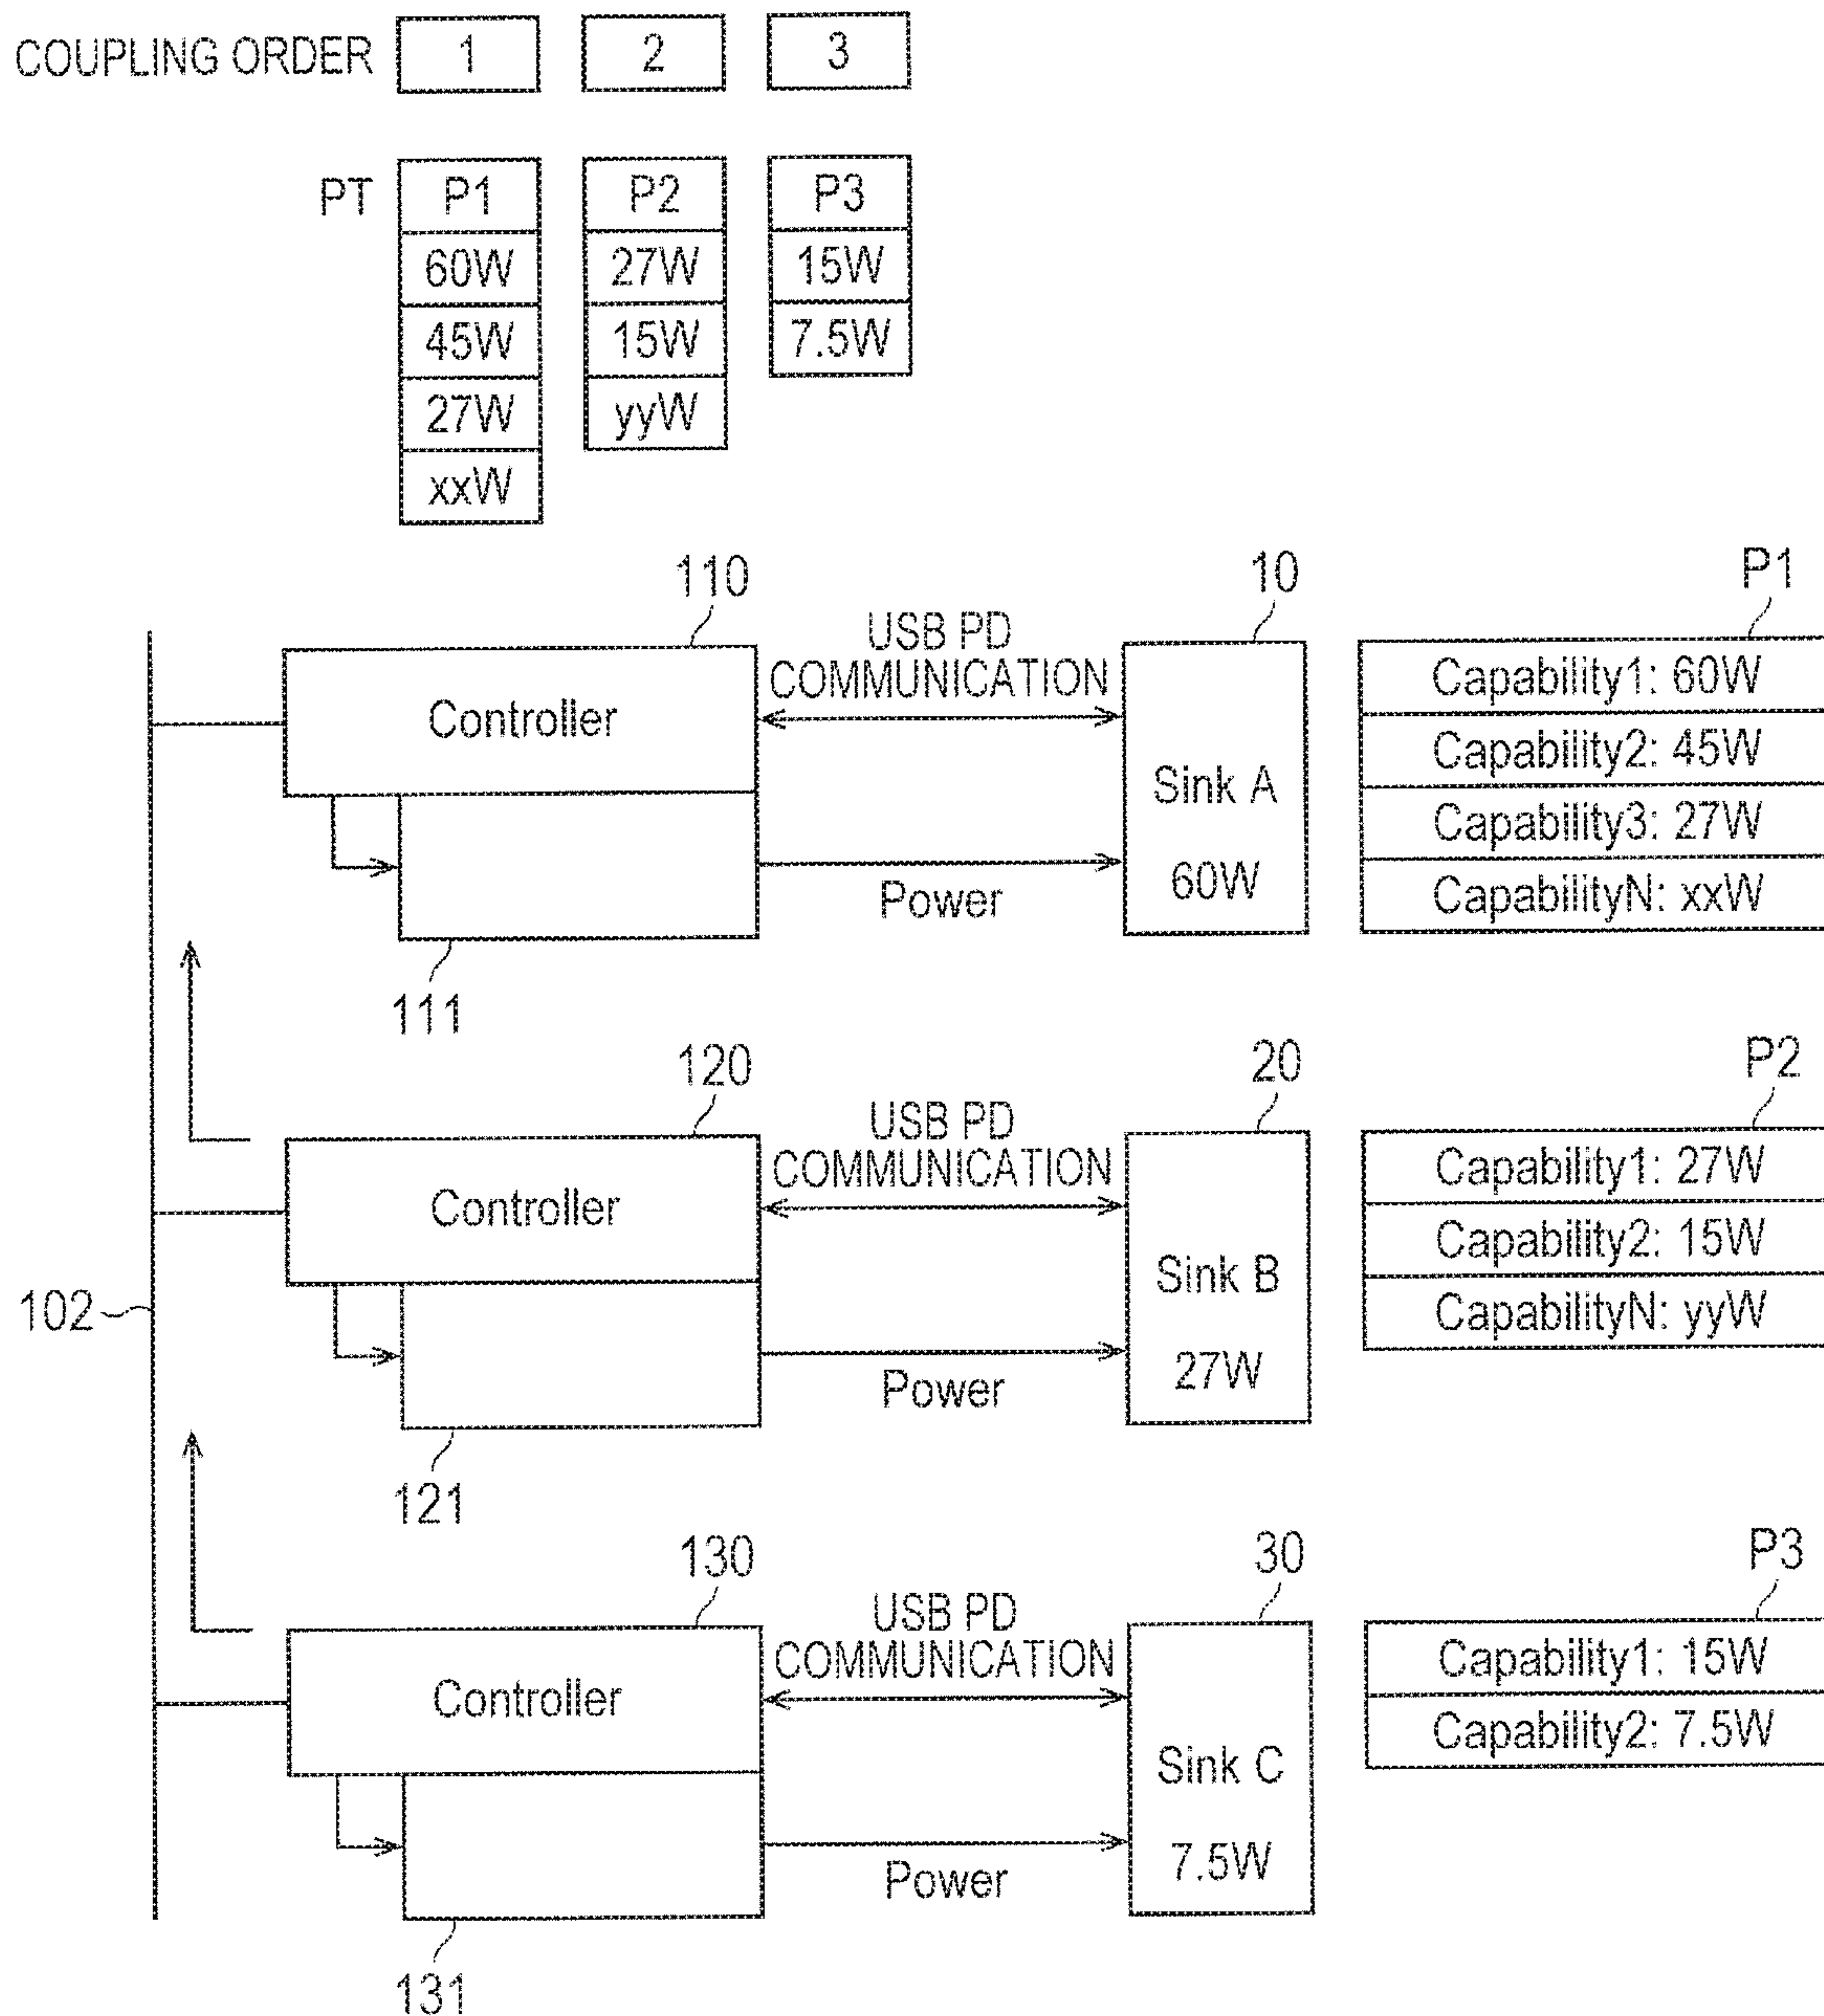 COUPLING ORDER 1 2 3
PT P1 P2 P3
60W 27W 15W
45W 15W 7.5W
27W yyW
xxW
110 10 P1
USB PD
COMMUNICATION
Controller
Sink A
60W
Power
111
Capability1: 60W
Capability2: 45W
Capability3: 27W
CapabilityN: xxW
120 20 P2
USB PD
COMMUNICATION
Controller
Sink B
27W
Power
102
121
Capability1: 27W
Capability2: 15W
CapabilityN: yyW
130 30 P3
USB PD
COMMUNICATION
Controller
Sink C
7.5W
Power
131
Capability1: 15W
Capability2: 7.5W